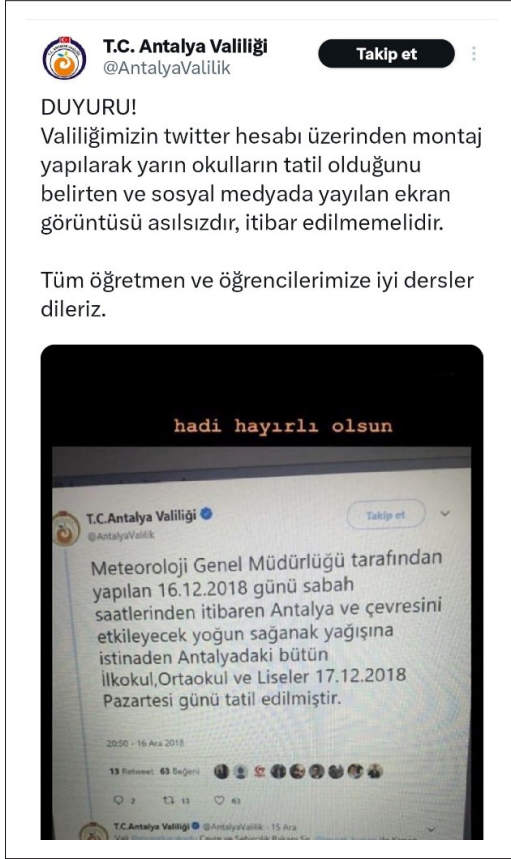 T.C. Antalya Valiliği
@AntalyaValilik
Takip et
DUYURU!
Valiliğimizin twitter hesabı üzerinden montaj
yapılarak yarın okulların tatil olduğunu
belirten ve sosyal medyada yayılan ekran
görüntüsü asılsızdır, itibar edilmemelidir.
Tüm öğretmen ve öğrencilerimize iyi dersler
dileriz.
hadi hayırlı olsun
T.C.Antalya Valiliği
@AntalyaValilik
Takip et
Meteoroloji Genel Müdürlüğü tarafından
yapılan 16.12.2018 günü sabah
saatlerinden itibaren Antalya ve çevresini
etkileyecek yoğun sağanak yağışına
istinaden Antalyadaki bütün
İlkokul,Ortaokul ve Liseler 17.12.2018
Pazartesi günü tatil edilmiştir.
20:50 - 16 Ara 2018
13 Retweet 63 Beğeni
2 13 63
T.C.Antalya Valiliği @AntalyaValilik · 15 Ara